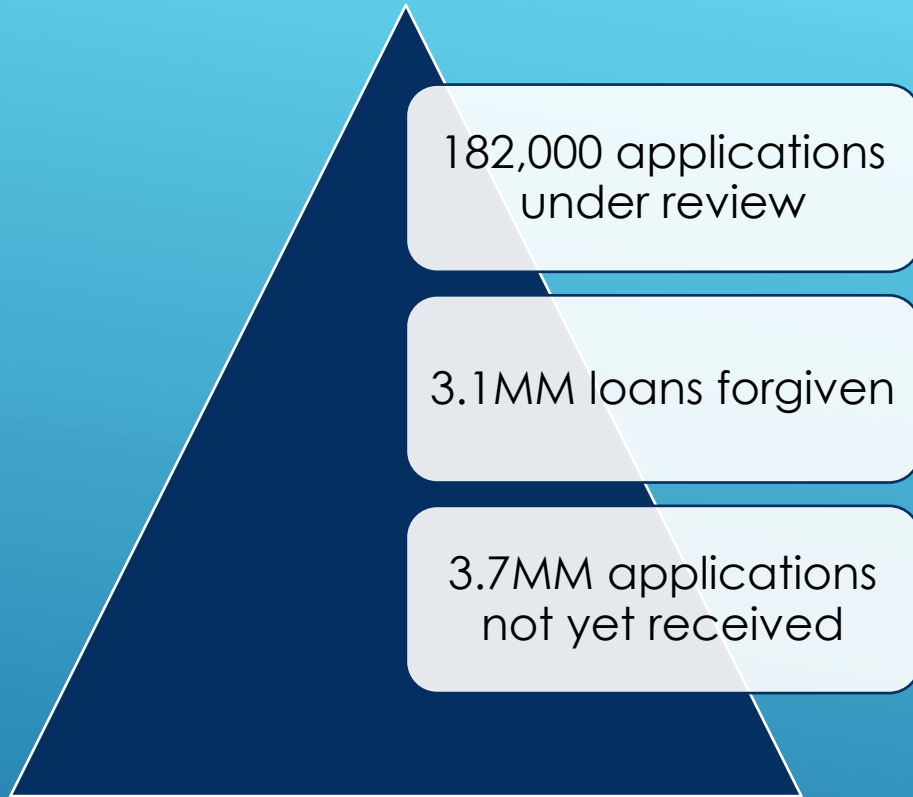 182,000 applications
under review
3.1MM loans forgiven
3.7MM applications
not yet received